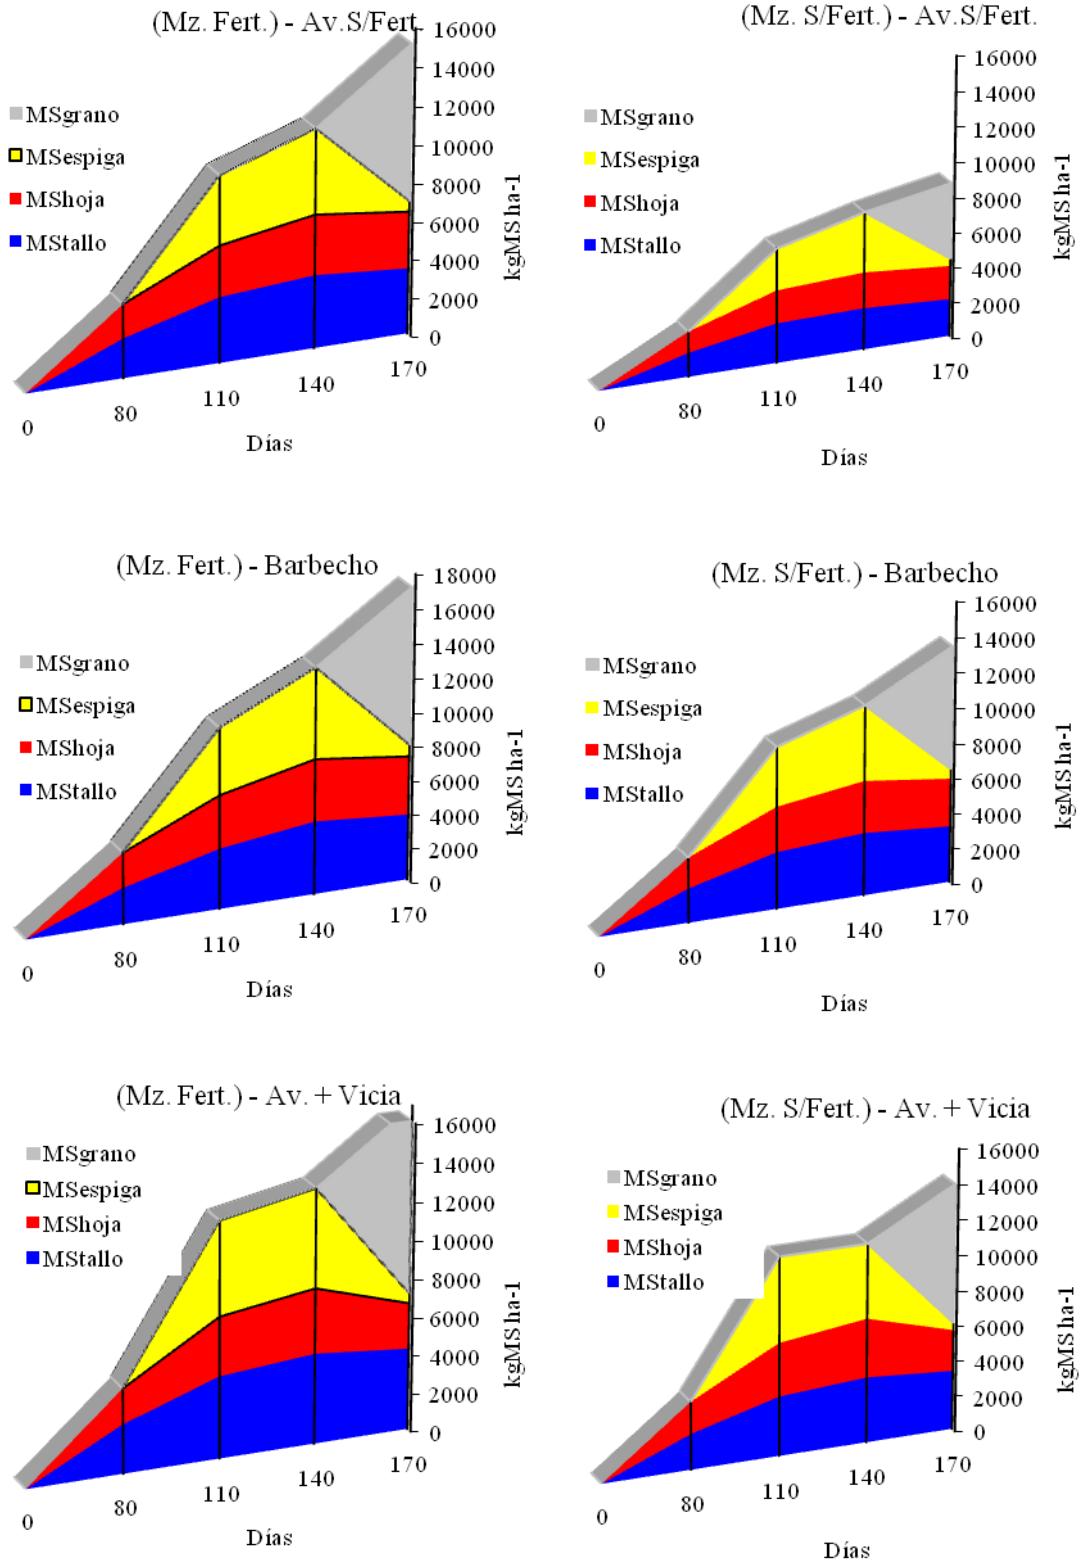 (Mz. Fert.) - Av.S/Fert.
16000
14000
12000
10000
8000
6000
4000
2000
0
kgMS ha-1
MSgrano
MSespiga
MShoja
MStallo
0
80
110
140
170
Días
(Mz. S/Fert.) - Av.S/Fert.
16000
14000
12000
10000
8000
6000
4000
2000
0
kgMS ha-1
MSgrano
MSespiga
MShoja
MStallo
0
80
110
140
170
Días
(Mz. Fert.) - Barbecho
18000
16000
14000
12000
10000
8000
6000
4000
2000
0
kgMS ha-1
MSgrano
MSespiga
MShoja
MStallo
0
80
110
140
170
Días
(Mz. S/Fert.) - Barbecho
16000
14000
12000
10000
8000
6000
4000
2000
0
kgMS ha-1
MSgrano
MSespiga
MShoja
MStallo
0
80
110
140
170
Días
(Mz. Fert.) - Av. + Vicia
16000
14000
12000
10000
8000
6000
4000
2000
0
kgMS ha-1
MSgrano
MSespiga
MShoja
MStallo
0
80
110
140
170
Días
(Mz. S/Fert.) - Av. + Vicia
16000
14000
12000
10000
8000
6000
4000
2000
0
kgMS ha-1
MSgrano
MSespiga
MShoja
MStallo
0
80
110
140
170
Días